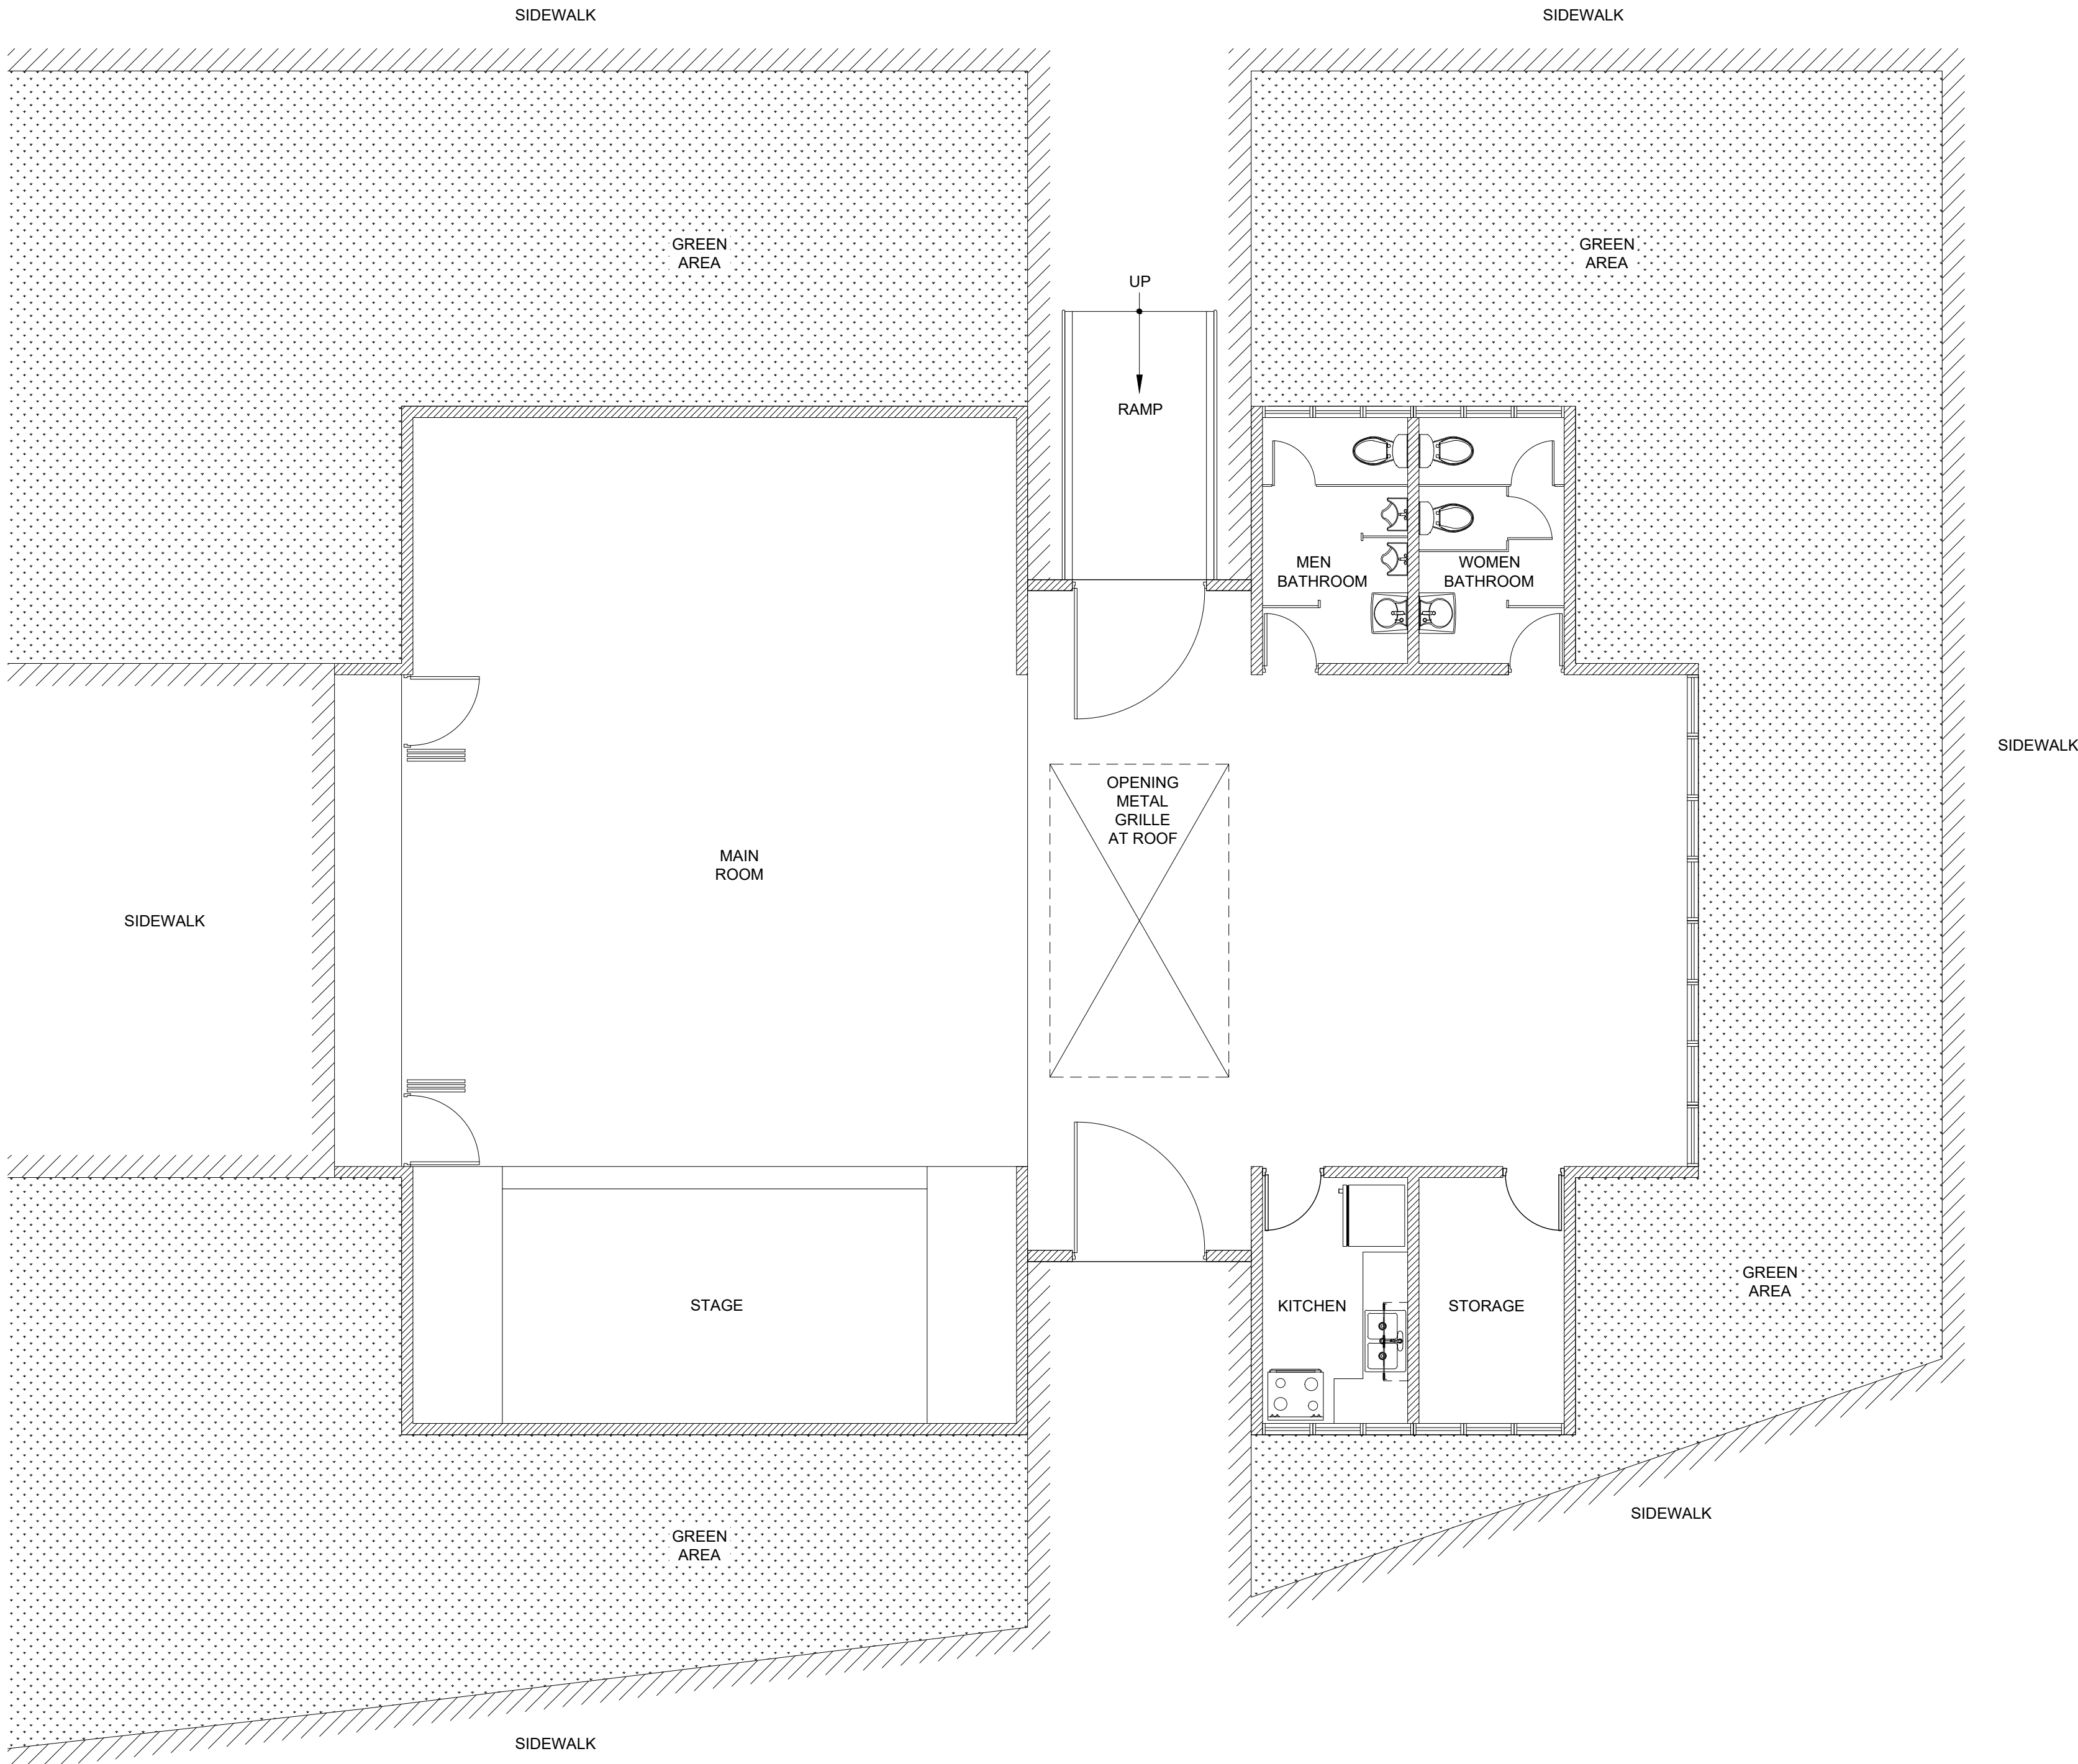 SIDEWALK
SIDEWALK
GREEN
AREA
GREEN
AREA
UP
RAMP
MEN
BATHROOM
WOMEN
BATHROOM
SIDEWALK
OPENING
METAL
GRILLE
AT ROOF
MAIN
ROOM
SIDEWALK
GREEN
AREA
STAGE
KITCHEN
STORAGE
SIDEWALK
GREEN
AREA
SIDEWALK